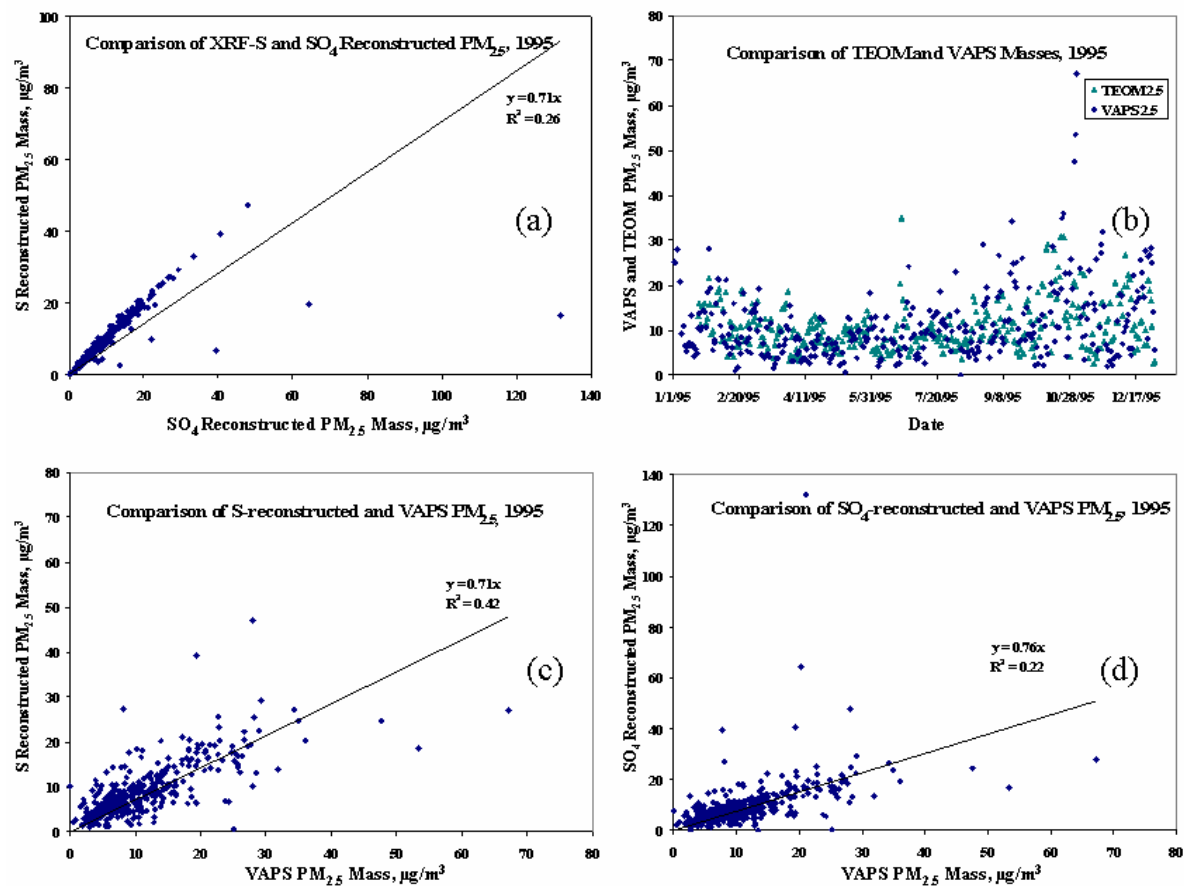 Comparison of XRF-S and SO4 Reconstructed PM2.5, 1995
100
80
60
40
20
0
S Reconstructed PM2.5 Mass, µg/m3
y = 0.71x
R2 = 0.26
(a)
0 20 40 60 80 100 120 140
SO4 Reconstructed PM2.5 Mass, µg/m3
Comparison of TEOM and VAPS Masses, 1995
80
70
60
50
40
30
20
10
0
VAPS and TEOM PM2.5 Mass, µg/m3
TEOM2.5
VAPS2.5
(b)
1/1/95 2/20/95 4/11/95 5/31/95 7/20/95 9/8/95 10/28/95 12/17/95
Date
Comparison of S-reconstructed and VAPS PM2.5, 1995
80
70
60
50
40
30
20
10
0
S Reconstructed PM2.5 Mass, µg/m3
y = 0.71x
R2 = 0.42
(c)
0 10 20 30 40 50 60 70 80
VAPS PM2.5 Mass, µg/m3
Comparison of SO4-reconstructed and VAPS PM2.5, 1995
140
120
100
80
60
40
20
0
SO4 Reconstructed PM2.5 Mass, µg/m3
y = 0.76x
R2 = 0.22
(d)
0 10 20 30 40 50 60 70 80
VAPS PM2.5 Mass, µg/m3